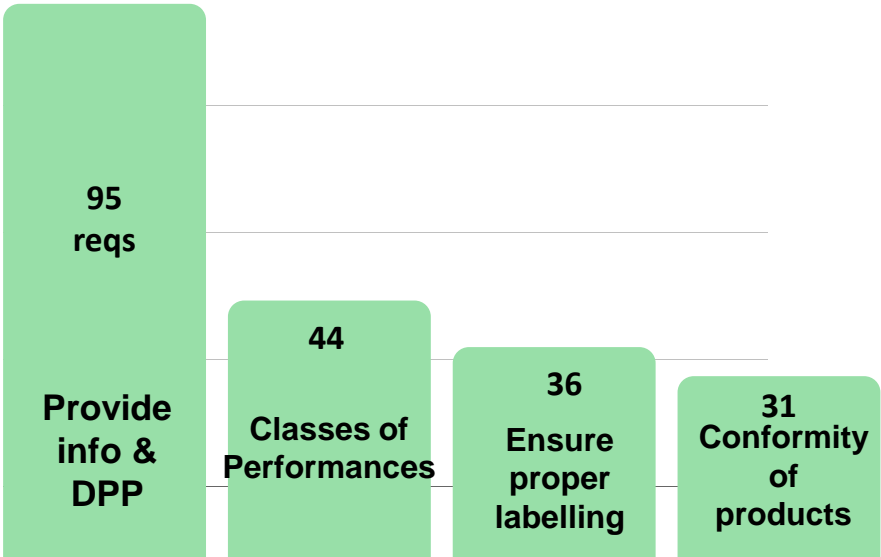 95
reqs
Provide
info &
DPP
44
Classes of
Performances
36
Ensure
proper
labelling
31
Conformity
of
products